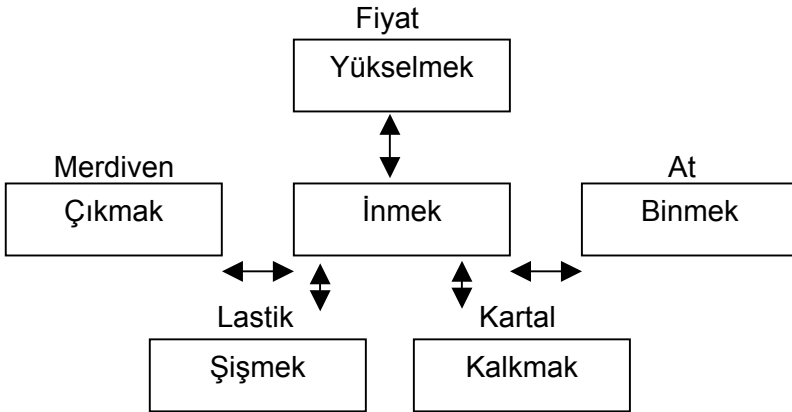 Fiyat
Yükselmek
Merdiven
At
Çıkmak
İnmek
Binmek
Lastik
Kartal
Şişmek
Kalkmak